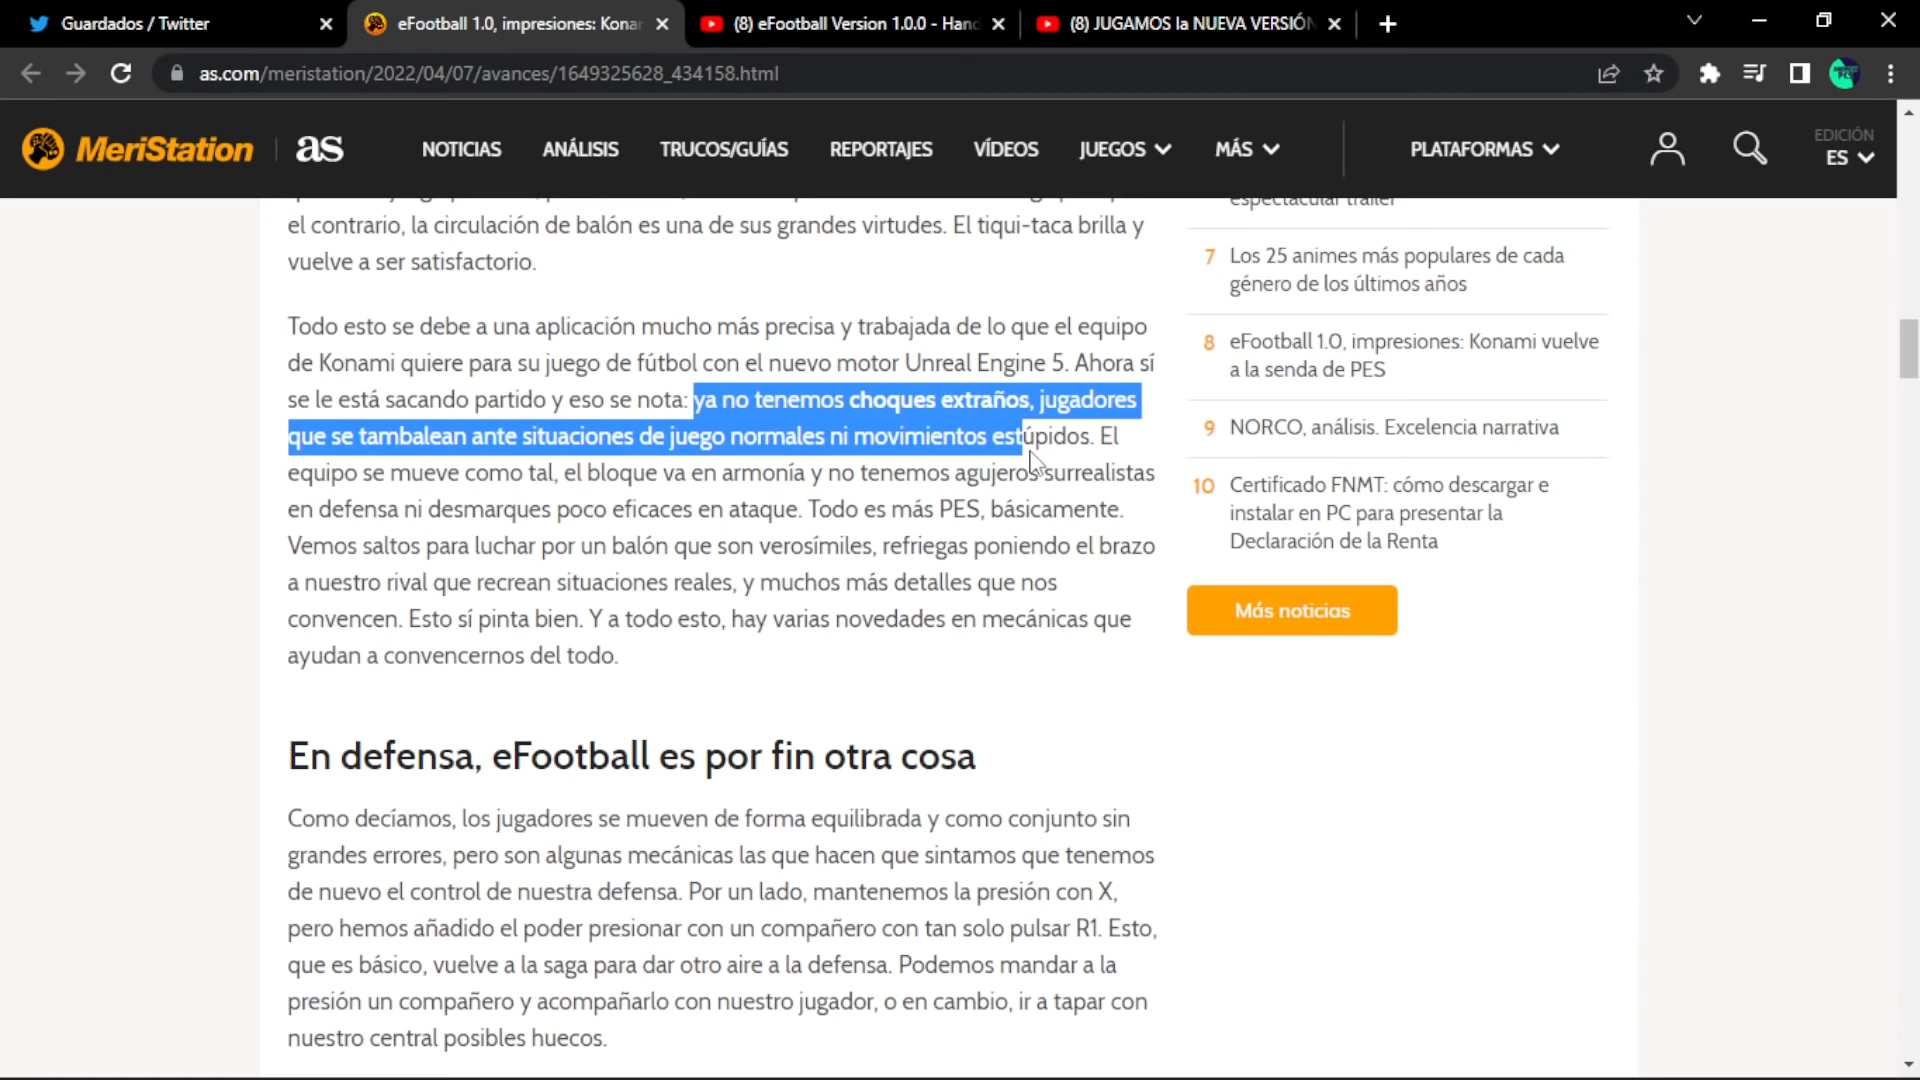 Guardados / Twitter
eFootball 1.0, impresiones: Konar
(8) eFootball Version 1.0.0 - Hand
(8) JUGAMOS la NUEVA VERSIÓN
as.com/meristation/2022/04/07/avances/1649325628_434158.html
MeriStation
as
NOTICIAS
ANÁLISIS
TRUCOS/GUÍAS
REPORTAJES
VÍDEOS
JUEGOS
MÁS
PLATAFORMAS
EDICIÓN
ES
el contrario, la circulación de balón es una de sus grandes virtudes. El tiqui-taca brilla y
vuelve a ser satisfactorio.
Todo esto se debe a una aplicación mucho más precisa y trabajada de lo que el equipo
de Konami quiere para su juego de fútbol con el nuevo motor Unreal Engine 5. Ahora sí
se le está sacando partido y eso se nota: ya no tenemos choques extraños, jugadores
que se tambalean ante situaciones de juego normales ni movimientos estúpidos. El
equipo se mueve como tal, el bloque va en armonía y no tenemos agujeros surrealistas
en defensa ni desmarques poco eficaces en ataque. Todo es más PES, básicamente.
Vemos saltos para luchar por un balón que son verosímiles, refriegas poniendo el brazo
a nuestro rival que recrean situaciones reales, y muchos más detalles que nos
convencen. Esto sí pinta bien. Y a todo esto, hay varias novedades en mecánicas que
ayudan a convencernos del todo.
En defensa, eFootball es por fin otra cosa
Como decíamos, los jugadores se mueven de forma equilibrada y como conjunto sin
grandes errores, pero son algunas mecánicas las que hacen que sintamos que tenemos
de nuevo el control de nuestra defensa. Por un lado, mantenemos la presión con X,
pero hemos añadido el poder presionar con un compañero con tan solo pulsar R1. Esto,
que es básico, vuelve a la saga para dar otro aire a la defensa. Podemos mandar a la
presión un compañero y acompañarlo con nuestro jugador, o en cambio, ir a tapar con
nuestro central posibles huecos.
espectacular tráiler
7 Los 25 animes más populares de cada
género de los últimos años
8 eFootball 1.0, impresiones: Konami vuelve
a la senda de PES
9 NORCO, análisis. Excelencia narrativa
10 Certificado FNMT: cómo descargar e
instalar en PC para presentar la
Declaración de la Renta
Más noticias